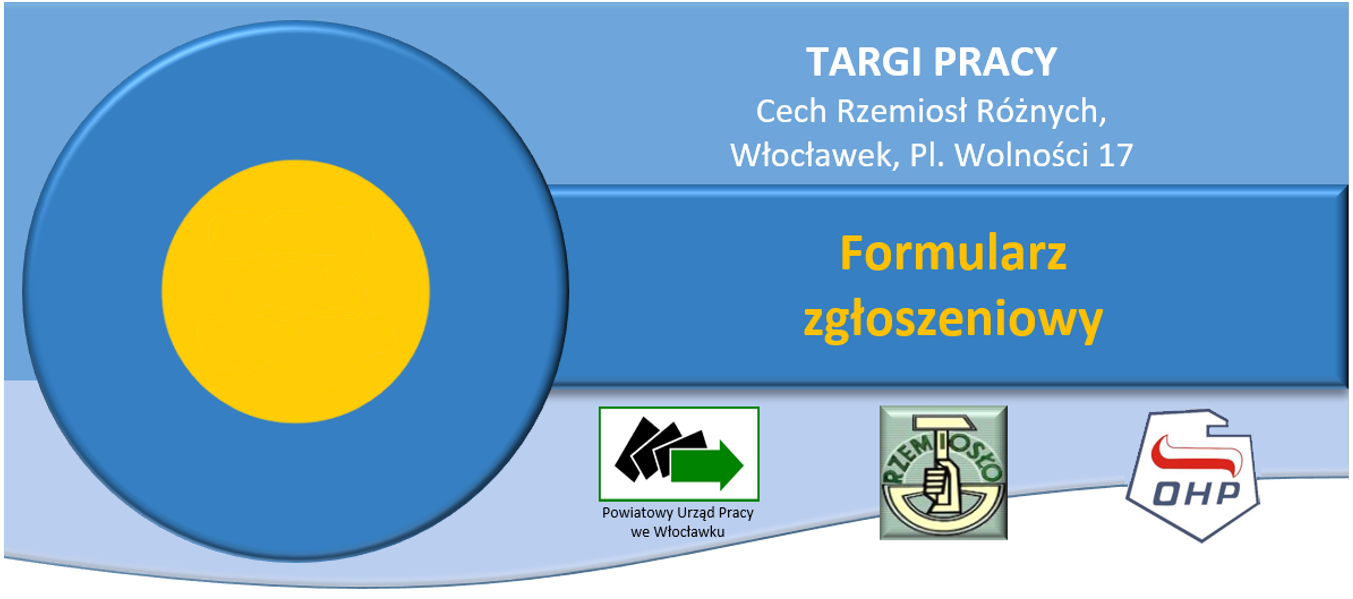 TARGI PRACY
Cech Rzemiosł Różnych,
Włocławek, Pl. Wolności 17
Formularz
zgłoszeniowy
Powiatowy Urząd Pracy
we Włocławku
RZEMIOSŁO
OHP